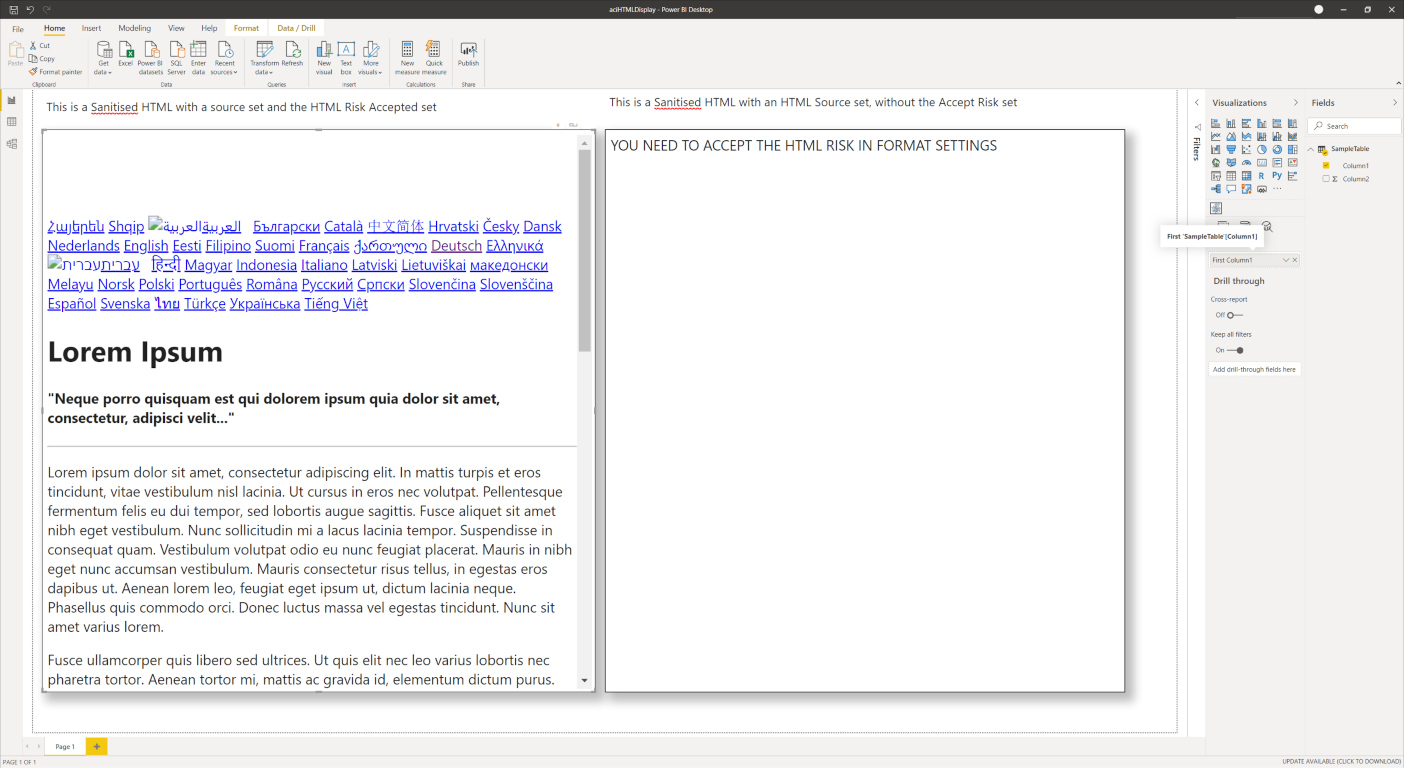 aciHTMLDisplay - Power BI Desktop
File Home Insert Modeling View Help Format Data / Drill
Paste
Cut
Copy
Format painter
Clipboard
Get data
Excel
Power BI datasets
SQL Server
Enter data
Recent sources
Data
Transform data
Refresh
Queries
New visual
Text box
More visuals
Insert
New measure
Quick measure
Calculations
Publish
Share
This is a Sanitised HTML with a source set and the HTML Risk Accepted set
Հայերեն Shqip العربيةالعربية Български Català 中文简体 Hrvatski Česky Dansk
Nederlands English Eesti Filipino Suomi Français ქართული Deutsch Ελληνικά
עבריתעברית हिन्दी Magyar Indonesia Italiano Latviski Lietuviškai македонски
Melayu Norsk Polski Português Româna Русский Српски Slovenčina Slovenščina
Español Svenska ไทย Türkçe Українська Tiếng Việt
Lorem Ipsum
"Neque porro quisquam est qui dolorem ipsum quia dolor sit amet,
consectetur, adipisci velit..."
Lorem ipsum dolor sit amet, consectetur adipiscing elit. In mattis turpis et eros
tincidunt, vitae vestibulum nisl lacinia. Ut cursus in eros nec volutpat. Pellentesque
fermentum felis eu dui tempor, sed lobortis augue sagittis. Fusce aliquet sit amet
nibh eget vestibulum. Nunc sollicitudin mi a lacus lacinia tempor. Suspendisse in
consequat quam. Vestibulum volutpat odio eu nunc feugiat placerat. Mauris in nibh
eget nunc accumsan vestibulum. Mauris consectetur risus tellus, in egestas eros
dapibus ut. Aenean lorem leo, feugiat eget ipsum ut, dictum lacinia neque.
Phasellus quis commodo orci. Donec luctus massa vel egestas tincidunt. Nunc sit
amet varius lorem.
Fusce ullamcorper quis libero sed ultrices. Ut quis elit nec leo varius lobortis nec
pharetra tortor. Aenean tortor mi, mattis ac gravida id, elementum dictum purus.
This is a Sanitised HTML with an HTML Source set, without the Accept Risk set
YOU NEED TO ACCEPT THE HTML RISK IN FORMAT SETTINGS
Filters
Visualizations
R Py
First 'SampleTable'[Column1]
First Column1
Drill through
Cross-report
Off
Keep all filters
On
Add drill-through fields here
Fields
Search
SampleTable
Column1
Σ Column2
Page 1
PAGE 1 OF 1
UPDATE AVAILABLE (CLICK TO DOWNLOAD)